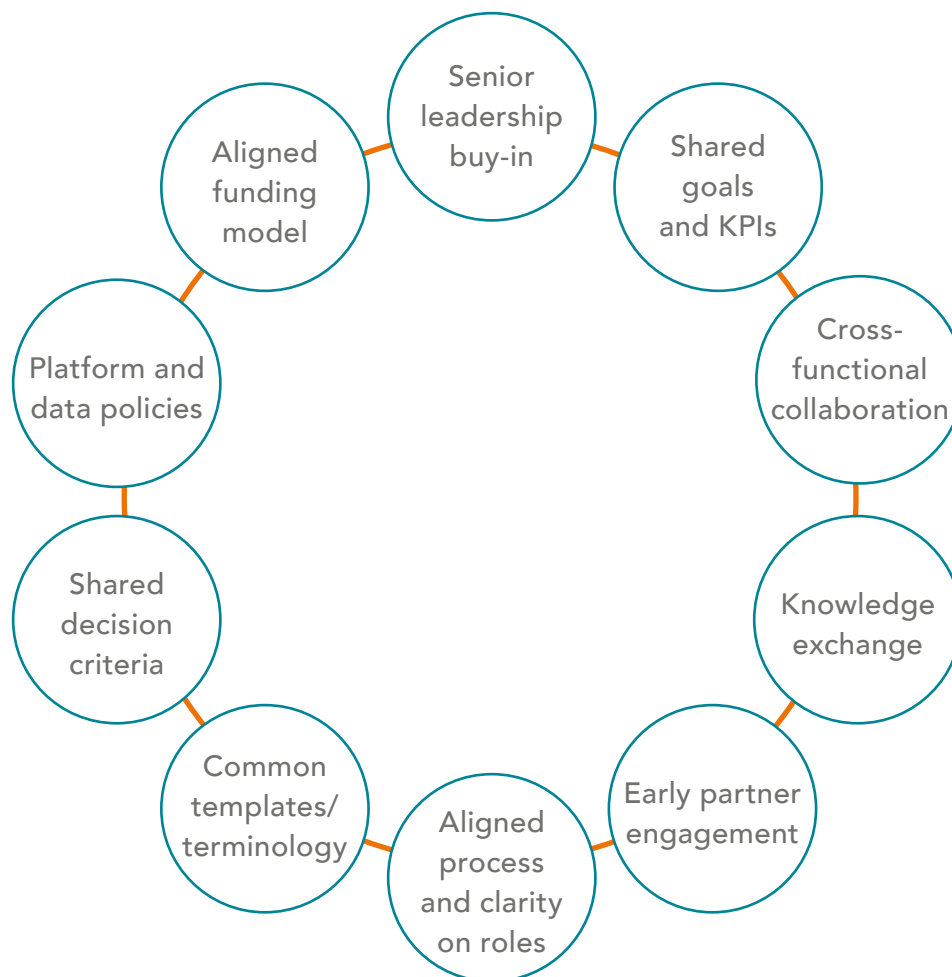 Senior
leadership
buy-in
Shared
goals
and KPIs
Cross-
functional
collaboration
Knowledge
exchange
Early partner
engagement
Aligned
process
and clarity
on roles
Common
templates/
terminology
Shared
decision
criteria
Platform and
data policies
Aligned
funding
model